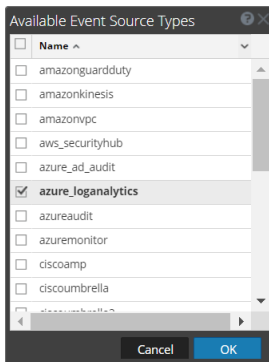 Available Event Source Types
Name
amazonguardduty
amazonkinesis
amazonvpc
aws_securityhub
azure_ad_audit
azure_loganalytics
azureaudit
azuremonitor
ciscoamp
ciscoumbrella
Cancel OK